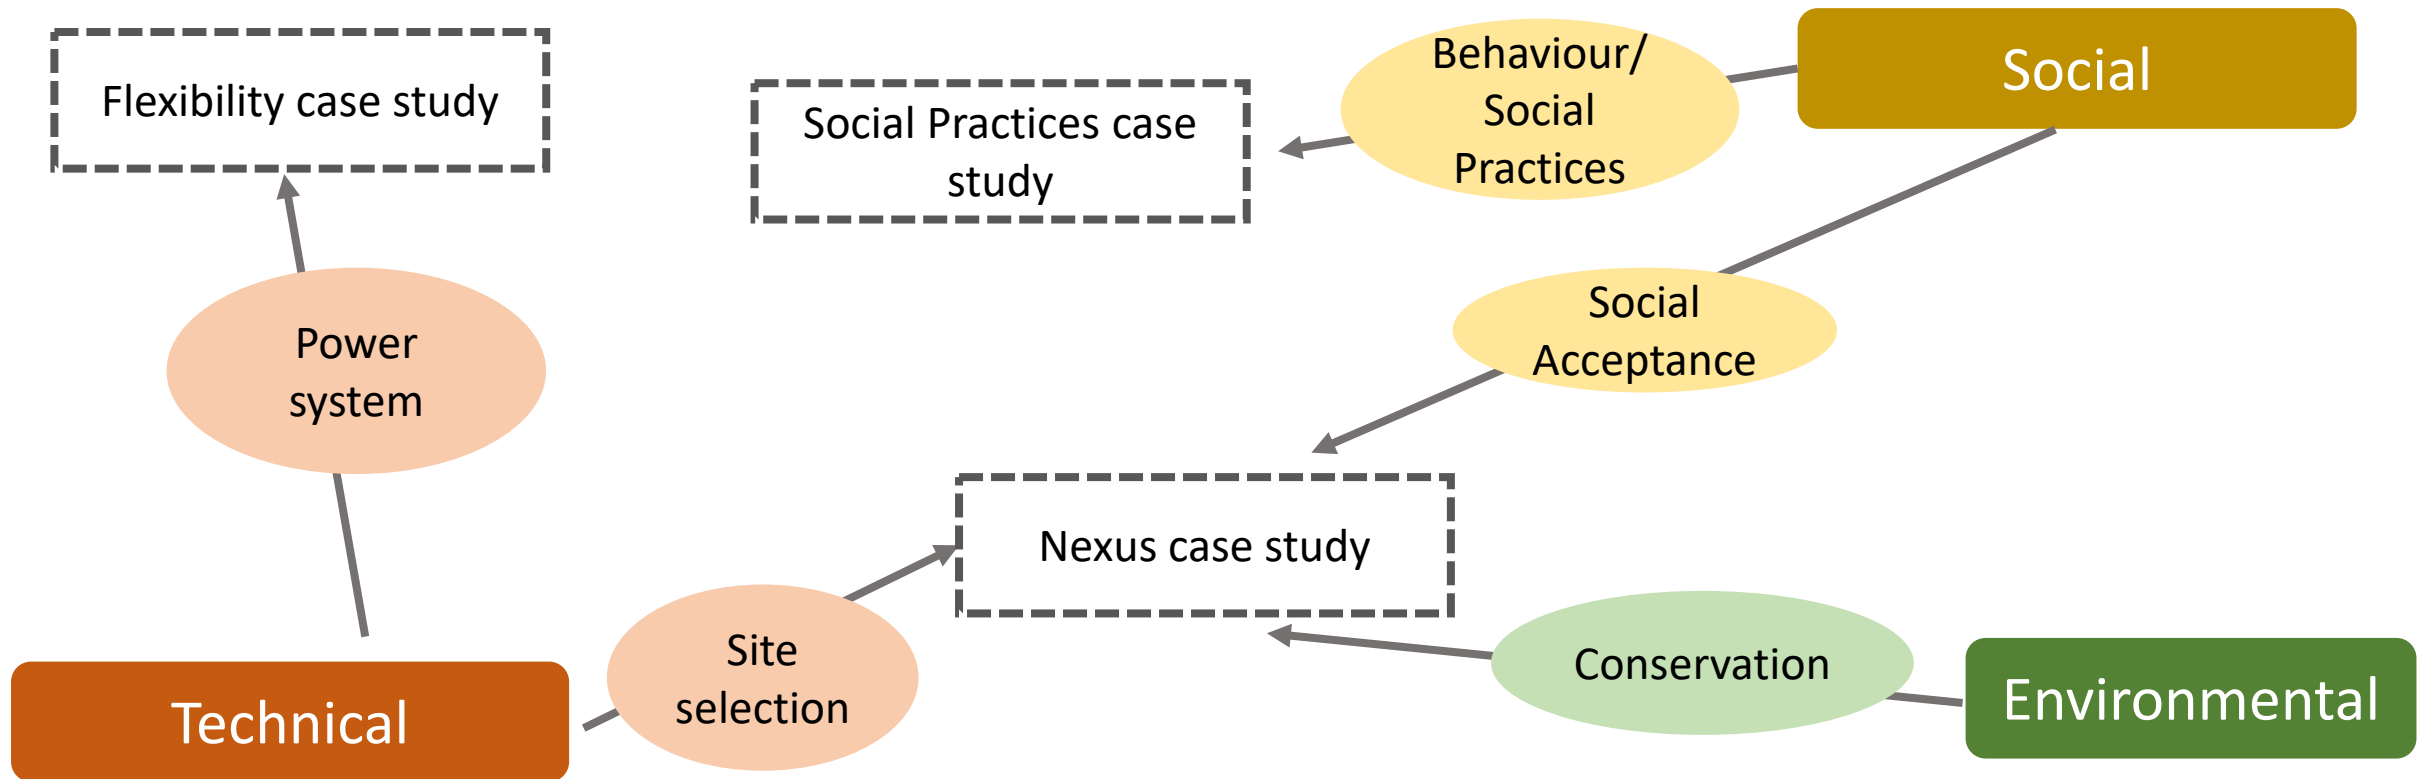 Flexibility case study
Social Practices case
study
Behaviour/
Social
Practices
Social
Power
system
Social
Acceptance
Nexus case study
Site
selection
Conservation
Technical
Environmental